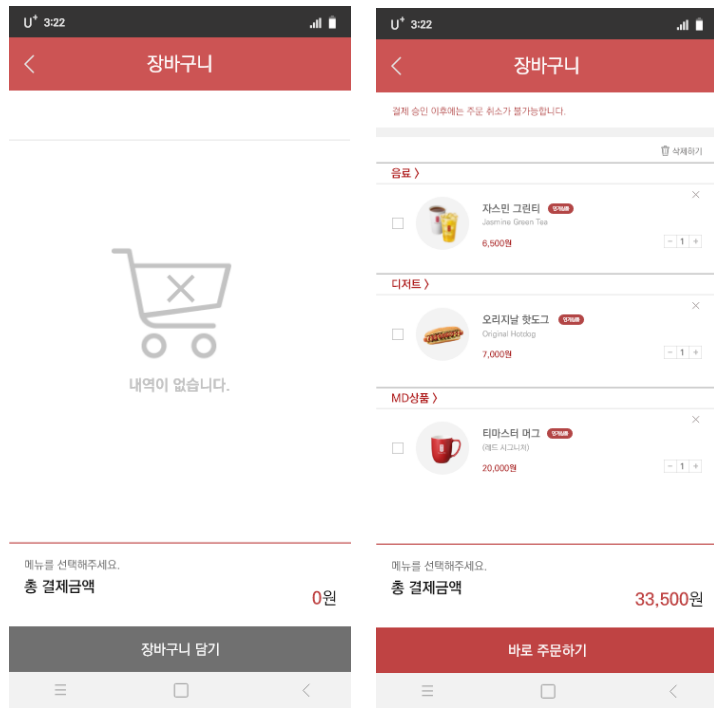 U+ 3:22
장바구니
내역이 없습니다.
메뉴를 선택해주세요.
총 결제금액
0원
장바구니 담기
U+ 3:22
장바구니
결제 승인 이후에는 주문 취소가 불가능합니다.
삭제하기
음료 〉
자스민 그린티
Jasmine Green Tea
6,500원
- 1 +
디저트 〉
오리지날 핫도그
Original Hotdog
7,000원
- 1 +
MD상품 〉
티마스터 머그
(레드 시그니처)
20,000원
- 1 +
메뉴를 선택해주세요.
총 결제금액
33,500원
바로 주문하기